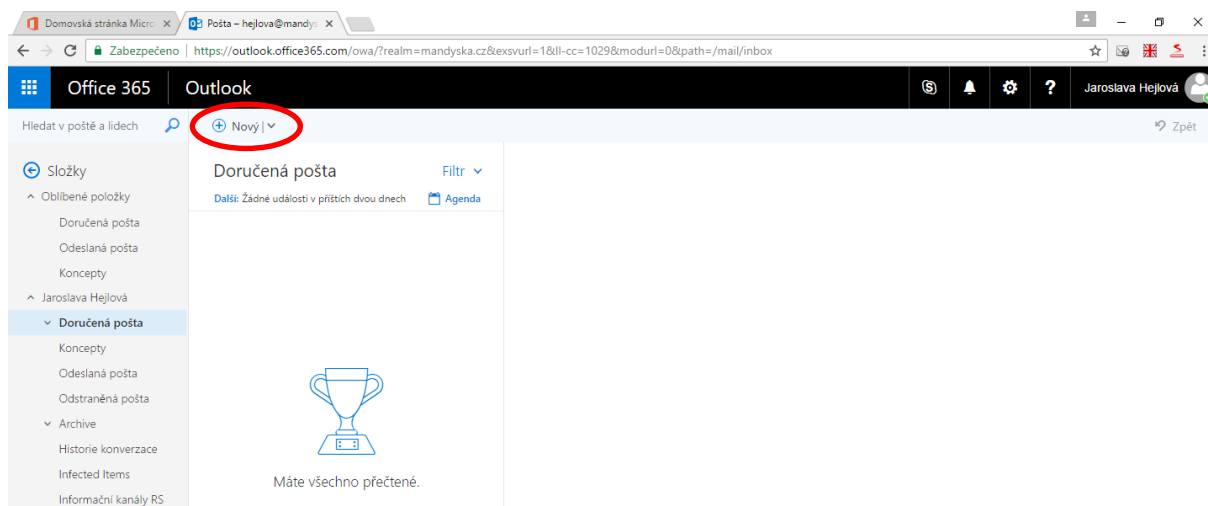 Domovská stránka Micro
Pošta – hejlova@mandys
Zabezpečeno
https://outlook.office365.com/owa/?realm=mandyska.cz&exsvurl=1&ll-cc=1029&modurl=0&path=/mail/inbox
Office 365
Outlook
Jaroslava Hejlová
Hledat v poště a lidech
Nový
Zpět
Složky
Oblíbené položky
Doručená pošta
Odeslaná pošta
Koncepty
Jaroslava Hejlová
Doručená pošta
Koncepty
Odeslaná pošta
Odstraněná pošta
Archive
Historie konverzace
Infected Items
Informační kanály RS
Doručená pošta
Filtr
Další: Žádné události v příštích dvou dnech
Agenda
Máte všechno přečtené.